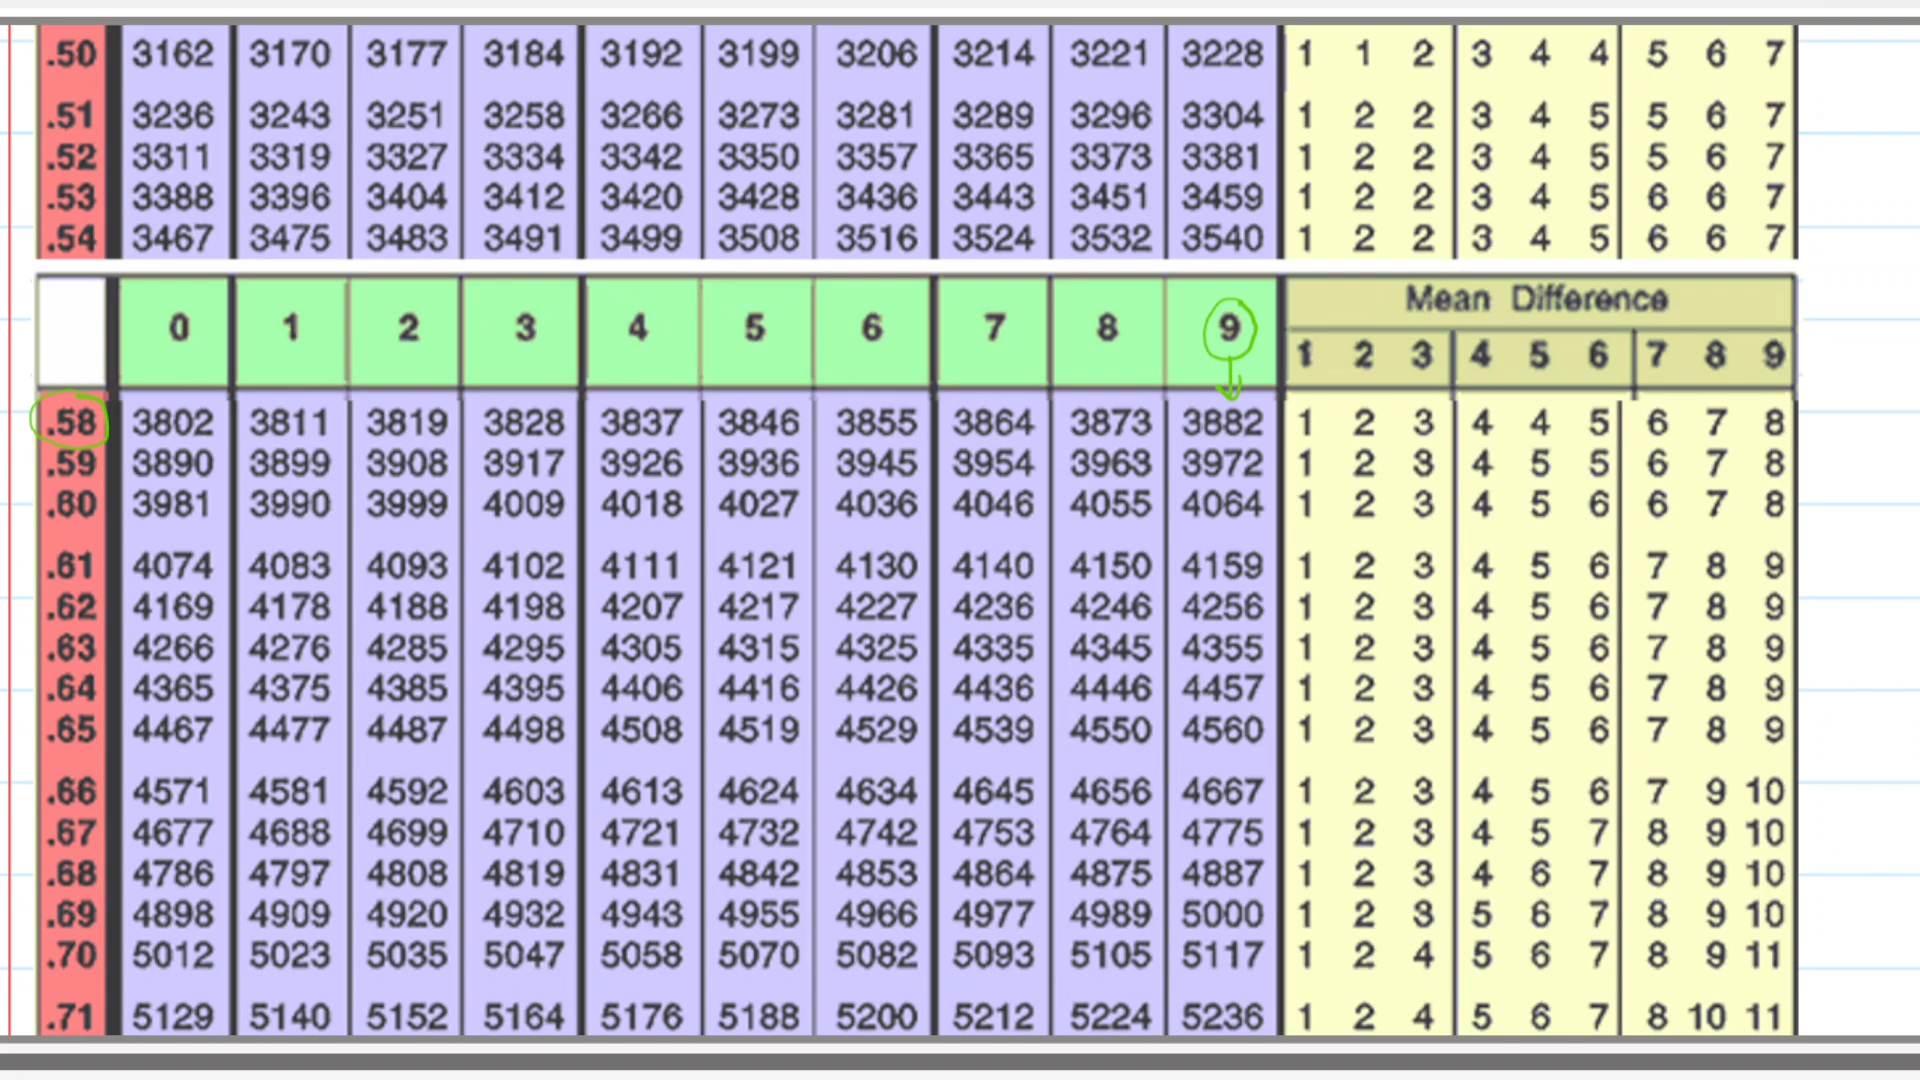 .50 3162 3170 3177 3184 3192 3199 3206 3214 3221 3228 1 1 2 3 4 4 5 6 7
.51 3236 3243 3251 3258 3266 3273 3281 3289 3296 3304 1 2 2 3 4 5 5 6 7
.52 3311 3319 3327 3334 3342 3350 3357 3365 3373 3381 1 2 2 3 4 5 5 6 7
.53 3388 3396 3404 3412 3420 3428 3436 3443 3451 3459 1 2 2 3 4 5 6 6 7
.54 3467 3475 3483 3491 3499 3508 3516 3524 3532 3540 1 2 2 3 4 5 6 6 7
Mean Difference
0 1 2 3 4 5 6 7 8 9
1 2 3 4 5 6 7 8 9
.58 3802 3811 3819 3828 3837 3846 3855 3864 3873 3882 1 2 3 4 4 5 6 7 8
.59 3890 3899 3908 3917 3926 3936 3945 3954 3963 3972 1 2 3 4 5 5 6 7 8
.60 3981 3990 3999 4009 4018 4027 4036 4046 4055 4064 1 2 3 4 5 6 6 7 8
.61 4074 4083 4093 4102 4111 4121 4130 4140 4150 4159 1 2 3 4 5 6 7 8 9
.62 4169 4178 4188 4198 4207 4217 4227 4236 4246 4256 1 2 3 4 5 6 7 8 9
.63 4266 4276 4285 4295 4305 4315 4325 4335 4345 4355 1 2 3 4 5 6 7 8 9
.64 4365 4375 4385 4395 4406 4416 4426 4436 4446 4457 1 2 3 4 5 6 7 8 9
.65 4467 4477 4487 4498 4508 4519 4529 4539 4550 4560 1 2 3 4 5 6 7 8 9
.66 4571 4581 4592 4603 4613 4624 4634 4645 4656 4667 1 2 3 4 5 6 7 9 10
.67 4677 4688 4699 4710 4721 4732 4742 4753 4764 4775 1 2 3 4 5 7 8 9 10
.68 4786 4797 4808 4819 4831 4842 4853 4864 4875 4887 1 2 3 4 6 7 8 9 10
.69 4898 4909 4920 4932 4943 4955 4966 4977 4989 5000 1 2 3 5 6 7 8 9 10
.70 5012 5023 5035 5047 5058 5070 5082 5093 5105 5117 1 2 4 5 6 7 8 9 11
.71 5129 5140 5152 5164 5176 5188 5200 5212 5224 5236 1 2 4 5 6 7 8 10 11